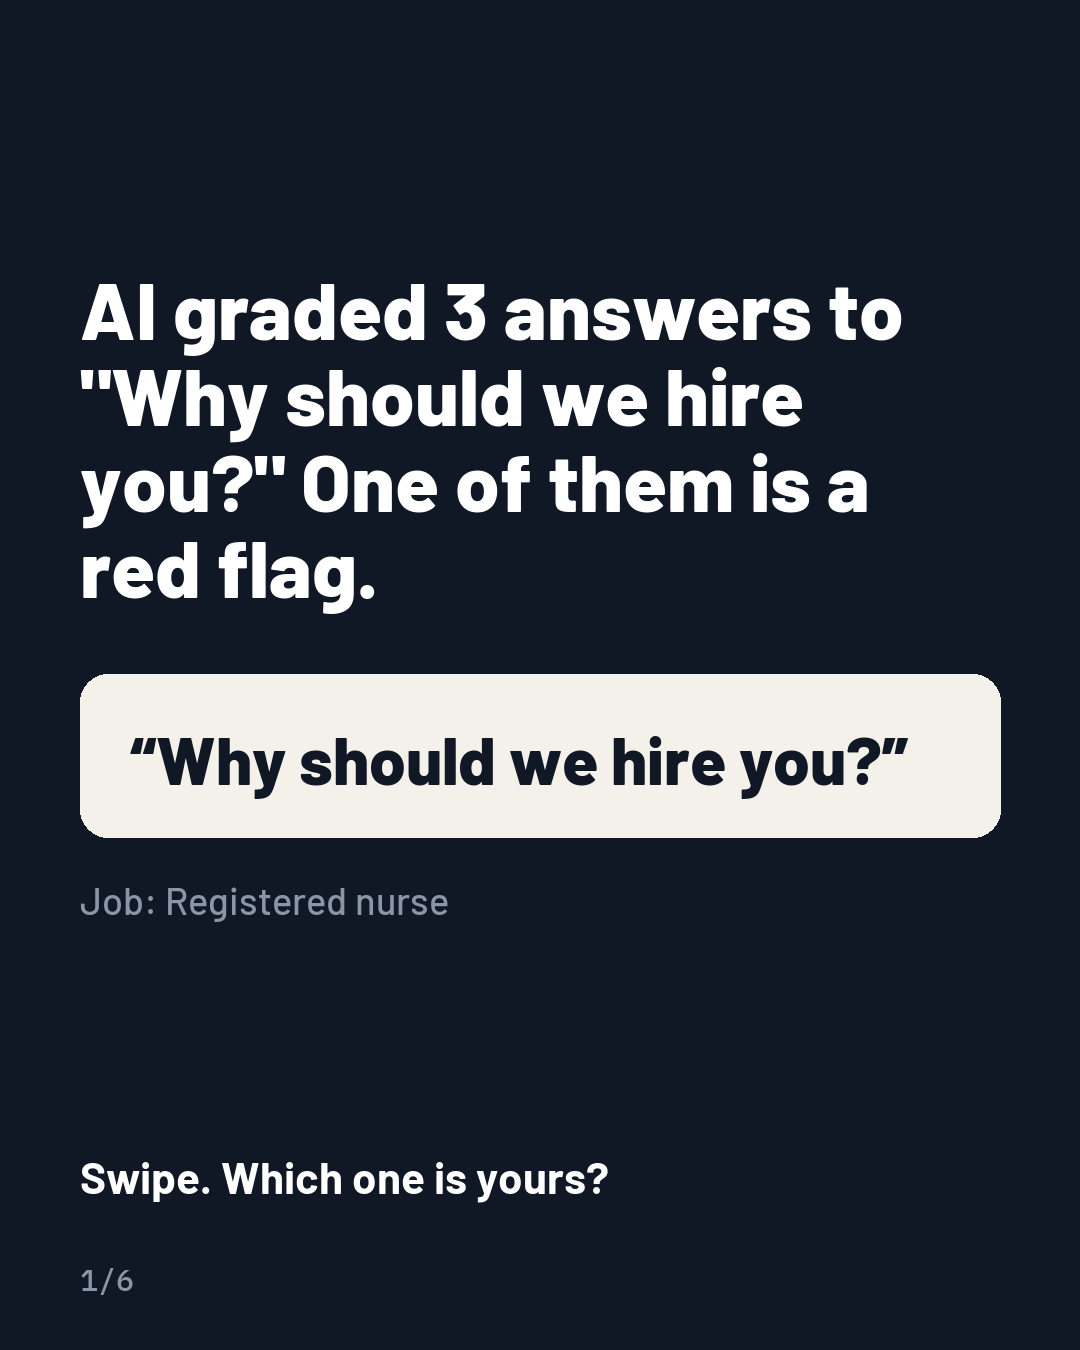 AI graded 3 answers to
"Why should we hire
you?" One of them is a
red flag.
“Why should we hire you?”
Job: Registered nurse
Swipe. Which one is yours?
1/6